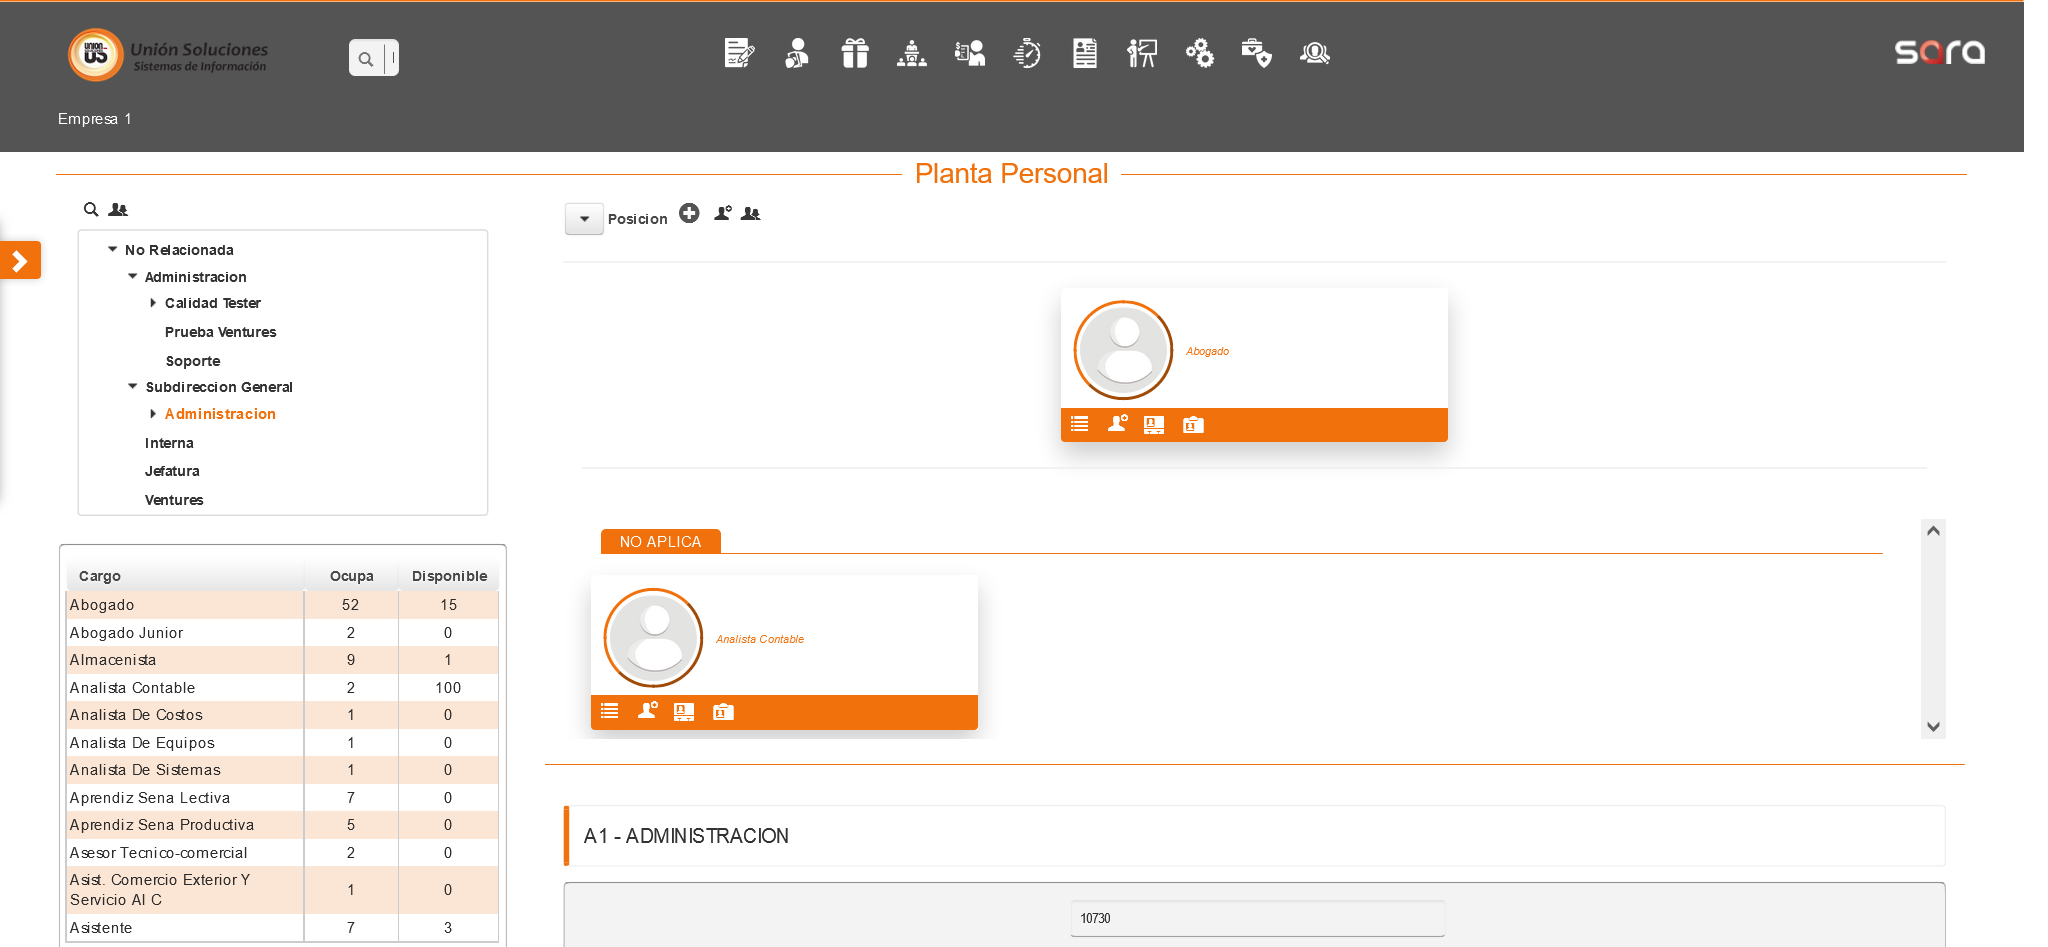 UNION
SOLUCIONES
US
Unión Soluciones
Sistemas de Información
sara
Empresa 1
Planta Personal
Posicion
No Relacionada
Administracion
Calidad Tester
Prueba Ventures
Soporte
Subdireccion General
Administracion
Interna
Jefatura
Ventures
Abogado
NO APLICA
Analista Contable
Cargo Ocupa Disponible
Abogado 52 15
Abogado Junior 2 0
Almacenista 9 1
Analista Contable 2 100
Analista De Costos 1 0
Analista De Equipos 1 0
Analista De Sistemas 1 0
Aprendiz Sena Lectiva 7 0
Aprendiz Sena Productiva 5 0
Asesor Tecnico-comercial 2 0
Asist. Comercio Exterior Y
Servicio Al C 1 0
Asistente 7 3
A1 - ADMINISTRACION
10730